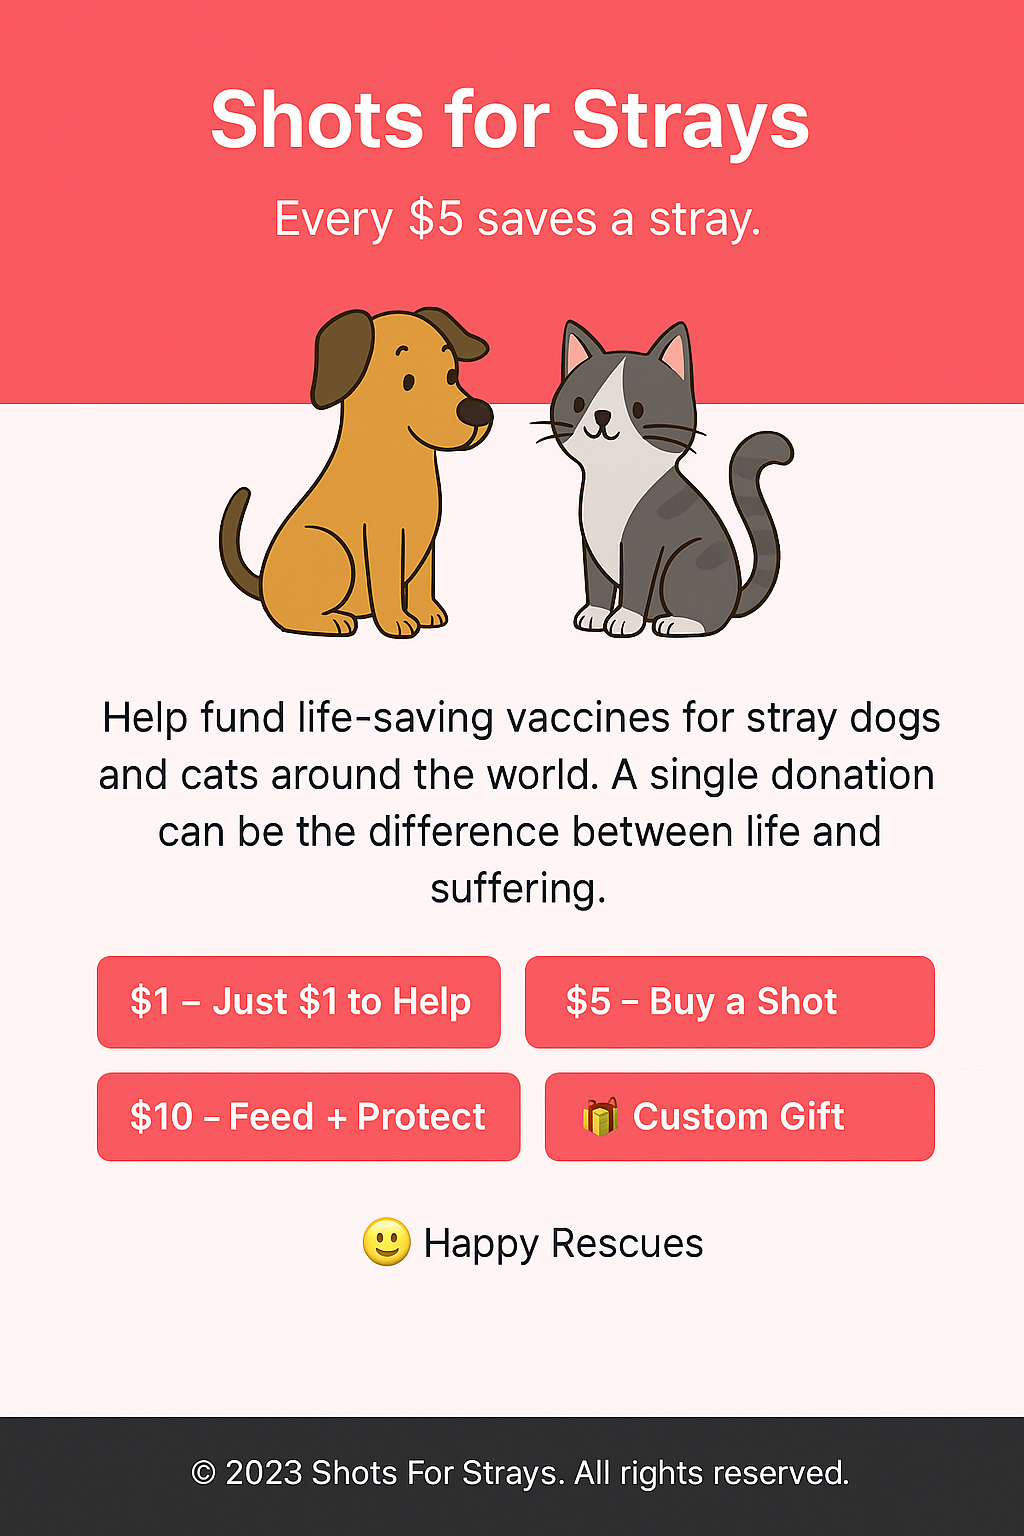 Shots for Strays
Every $5 saves a stray.
Help fund life-saving vaccines for stray dogs
and cats around the world. A single donation
can be the difference between life and
suffering.
$1 – Just $1 to Help
$5 – Buy a Shot
$10 – Feed + Protect
🎁 Custom Gift
🙂 Happy Rescues
© 2023 Shots For Strays. All rights reserved.